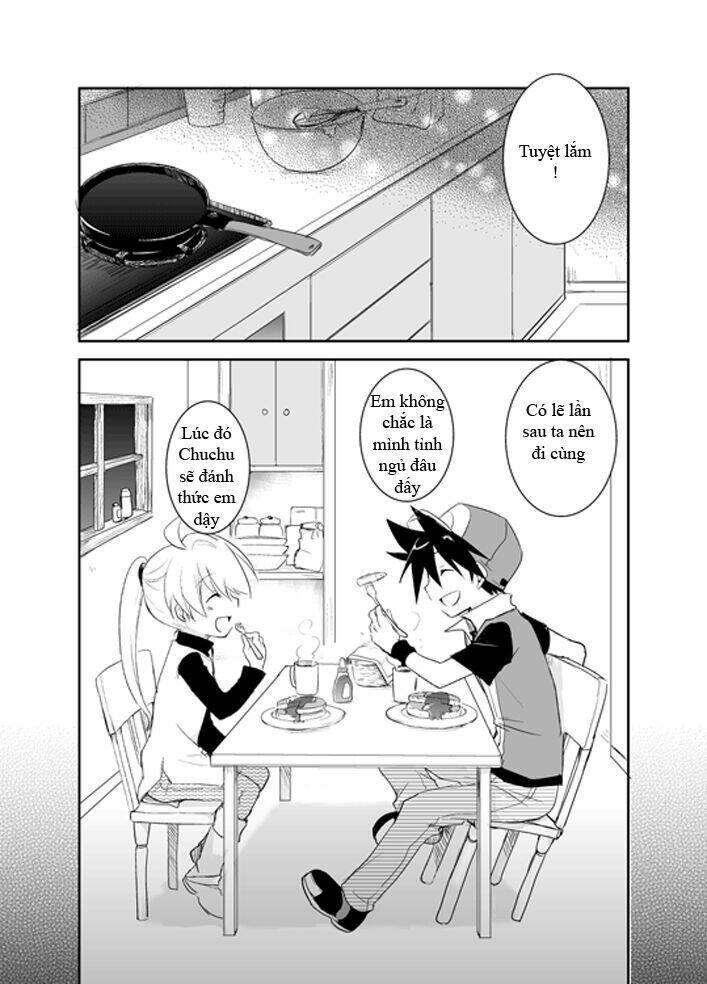 Tuyệt lắm
!
Có lẽ lần
sau ta nên
đi cùng
Em không
chắc là
mình tỉnh
ngủ đâu
đấy
Lúc đó
Chuchu
sẽ đánh
thức em
dậy